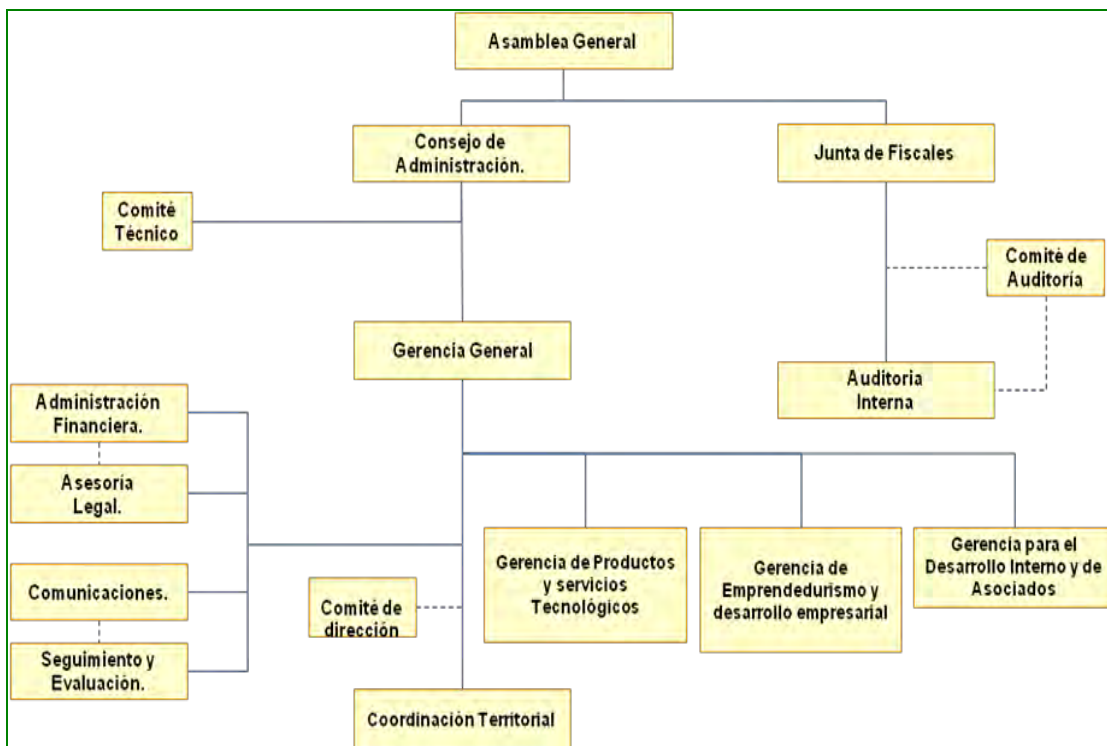 Asamblea General
Consejo de
Administración.
Junta de Fiscales
Comité
Técnico
Comité de
Auditoría
Gerencia General
Auditoria
Interna
Administración
Financiera.
Asesoría
Legal.
Comunicaciones.
Seguimiento y
Evaluación.
Comité de
dirección
Gerencia de Productos
y servicios
Tecnológicos
Gerencia de
Emprendedurismo y
desarrollo empresarial
Gerencia para el
Desarrollo Interno y de
Asociados
Coordinación Territorial